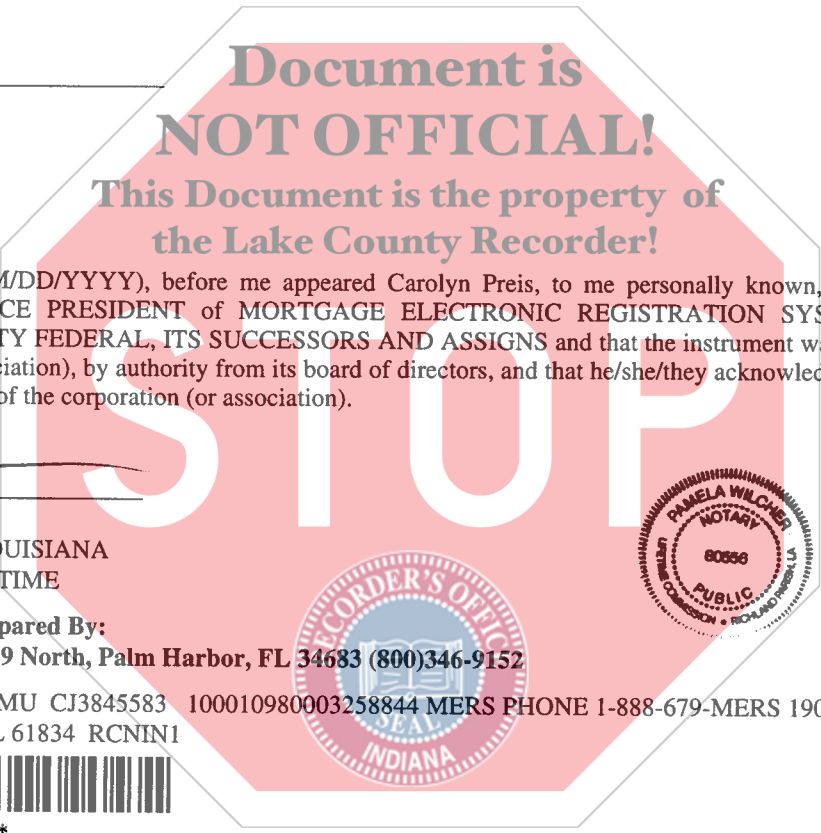 Document is
NOT OFFICIAL!
This Document is the property of
the Lake County Recorder!
M/DD/YYYY), before me appeared Carolyn Preis, to me personally known,
CE PRESIDENT of MORTGAGE ELECTRONIC REGISTRATION SYS
TY FEDERAL, ITS SUCCESSORS AND ASSIGNS and that the instrument w
ciation), by authority from its board of directors, and that he/she/they acknowled
of the corporation (or association).
STOP
PAMELA WILCHER
NOTARY
80556
PUBLIC
LIFETIME COMMISSION • RICHLAND PARISH, LA
OUISIANA
TIME
pared By:
9 North, Palm Harbor, FL 34683 (800)346-9152
MU CJ3845583 100010980003258844 MERS PHONE 1-888-679-MERS 190
L 61834 RCNIN1
RECORDER'S OFFICE
SEAL
INDIANA
*